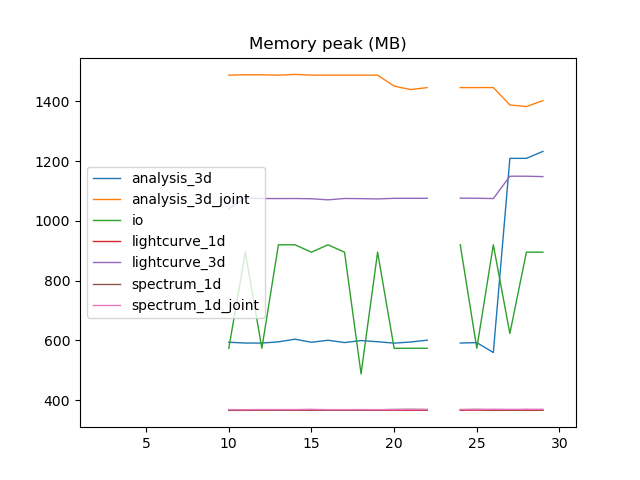 Memory peak (MB)
1400
1200
1000
800
600
400
analysis_3d
analysis_3d_joint
io
lightcurve_1d
lightcurve_3d
spectrum_1d
spectrum_1d_joint
5 10 15 20 25 30